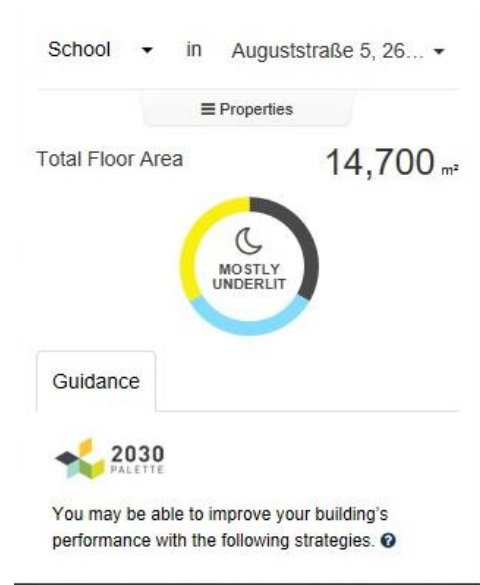 School in Auguststraße 5, 26...
Properties
Total Floor Area 14,700 m²
MOSTLY
UNDERLIT
Guidance
2030
PALETTE
You may be able to improve your building's
performance with the following strategies. ?